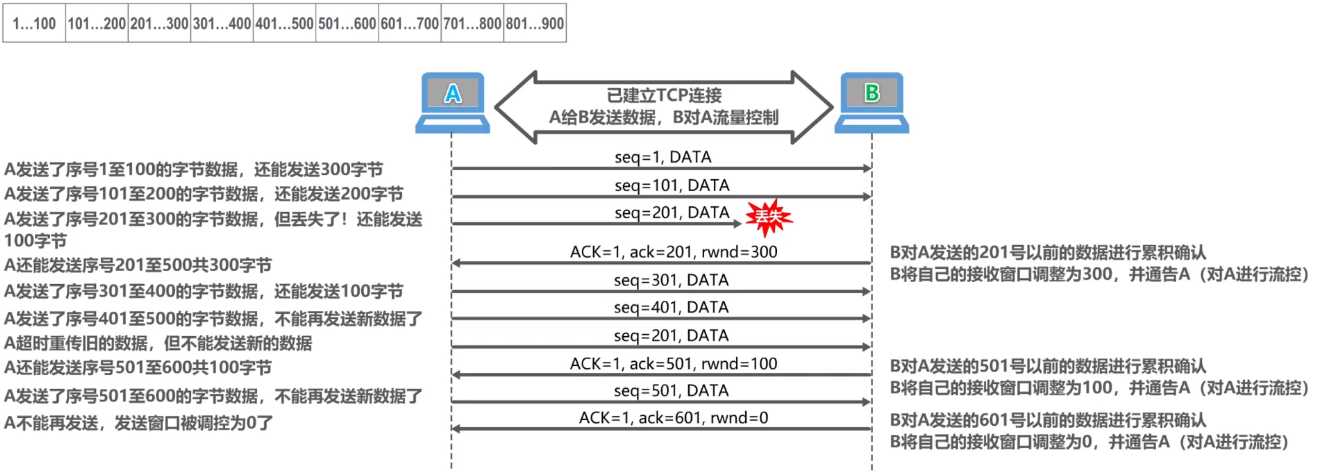 1…100 101…200 201…300 301…400 401…500 501…600 601…700 701…800 801…900
A
B
已建立TCP连接
A给B发送数据，B对A流量控制
seq=1, DATA
A发送了序号1至100的字节数据，还能发送300字节
seq=101, DATA
A发送了序号101至200的字节数据，还能发送200字节
seq=201, DATA
丢失
A发送了序号201至300的字节数据，但丢失了！还能发送
100字节
ACK=1, ack=201, rwnd=300
B对A发送的201号以前的数据进行累积确认
A还能发送序号201至500共300字节
B将自己的接收窗口调整为300，并通告A（对A进行流控）
seq=301, DATA
A发送了序号301至400的字节数据，还能发送100字节
seq=401, DATA
A发送了序号401至500的字节数据，不能再发送新数据了
seq=201, DATA
A超时重传旧的数据，但不能发送新的数据
ACK=1, ack=501, rwnd=100
A还能发送序号501至600共100字节
B对A发送的501号以前的数据进行累积确认
B将自己的接收窗口调整为100，并通告A（对A进行流控）
seq=501, DATA
A发送了序号501至600的字节数据，不能再发送新数据了
ACK=1, ack=601, rwnd=0
A不能再发送，发送窗口被调控为0了
B对A发送的601号以前的数据进行累积确认
B将自己的接收窗口调整为0，并通告A（对A进行流控）